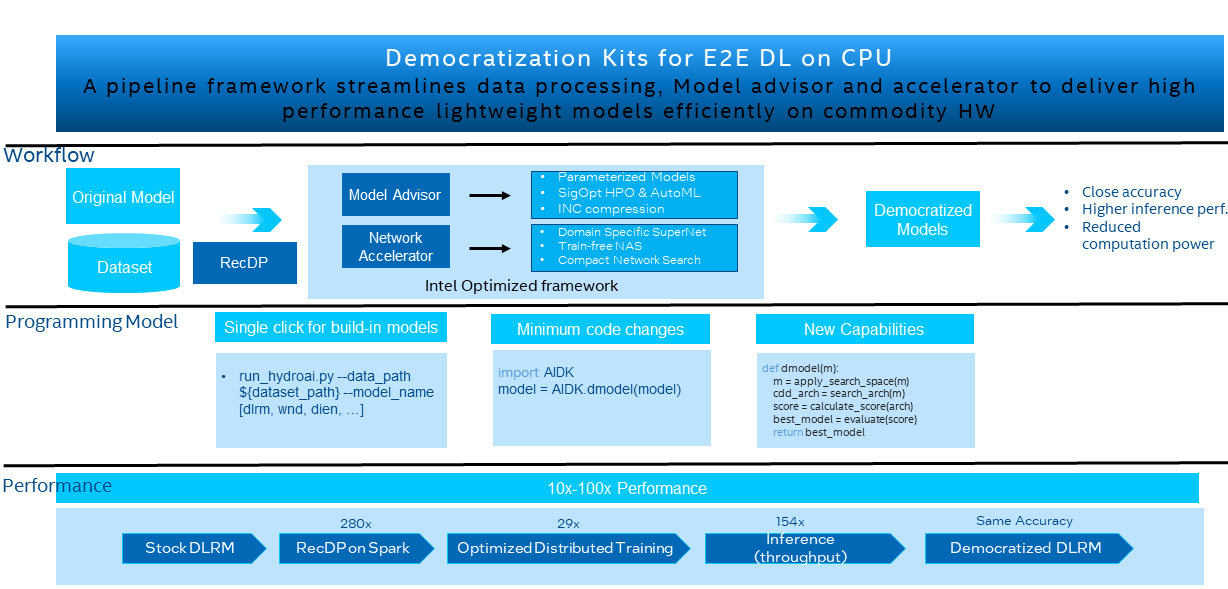 Democratization Kits for E2E DL on CPU
A pipeline framework streamlines data processing, Model advisor and accelerator to deliver high
performance lightweight models efficiently on commodity HW
Workflow
Original Model
Dataset
RecDP
Model Advisor
• Parameterized Models
• SigOpt HPO & AutoML
• INC compression
Network
Accelerator
• Domain Specific SuperNet
• Train-free NAS
• Compact Network Search
Intel Optimized framework
Democratized
Models
• Close accuracy
• Higher inference perf.
• Reduced
computation power
Programming Model
Single click for build-in models
• run_hydroai.py --data_path
${dataset_path} --model_name
[dlrm, wnd, dien, …]
Minimum code changes
import AIDK
model = AIDK.dmodel(model)
New Capabilities
def dmodel(m):
m = apply_search_space(m)
cdd_arch = search_arch(m)
score = calculate_score(arch)
best_model = evaluate(score)
return best_model
Performance
10x-100x Performance
Stock DLRM
280x
RecDP on Spark
29x
Optimized Distributed Training
154x
Inference
(throughput)
Same Accuracy
Democratized DLRM